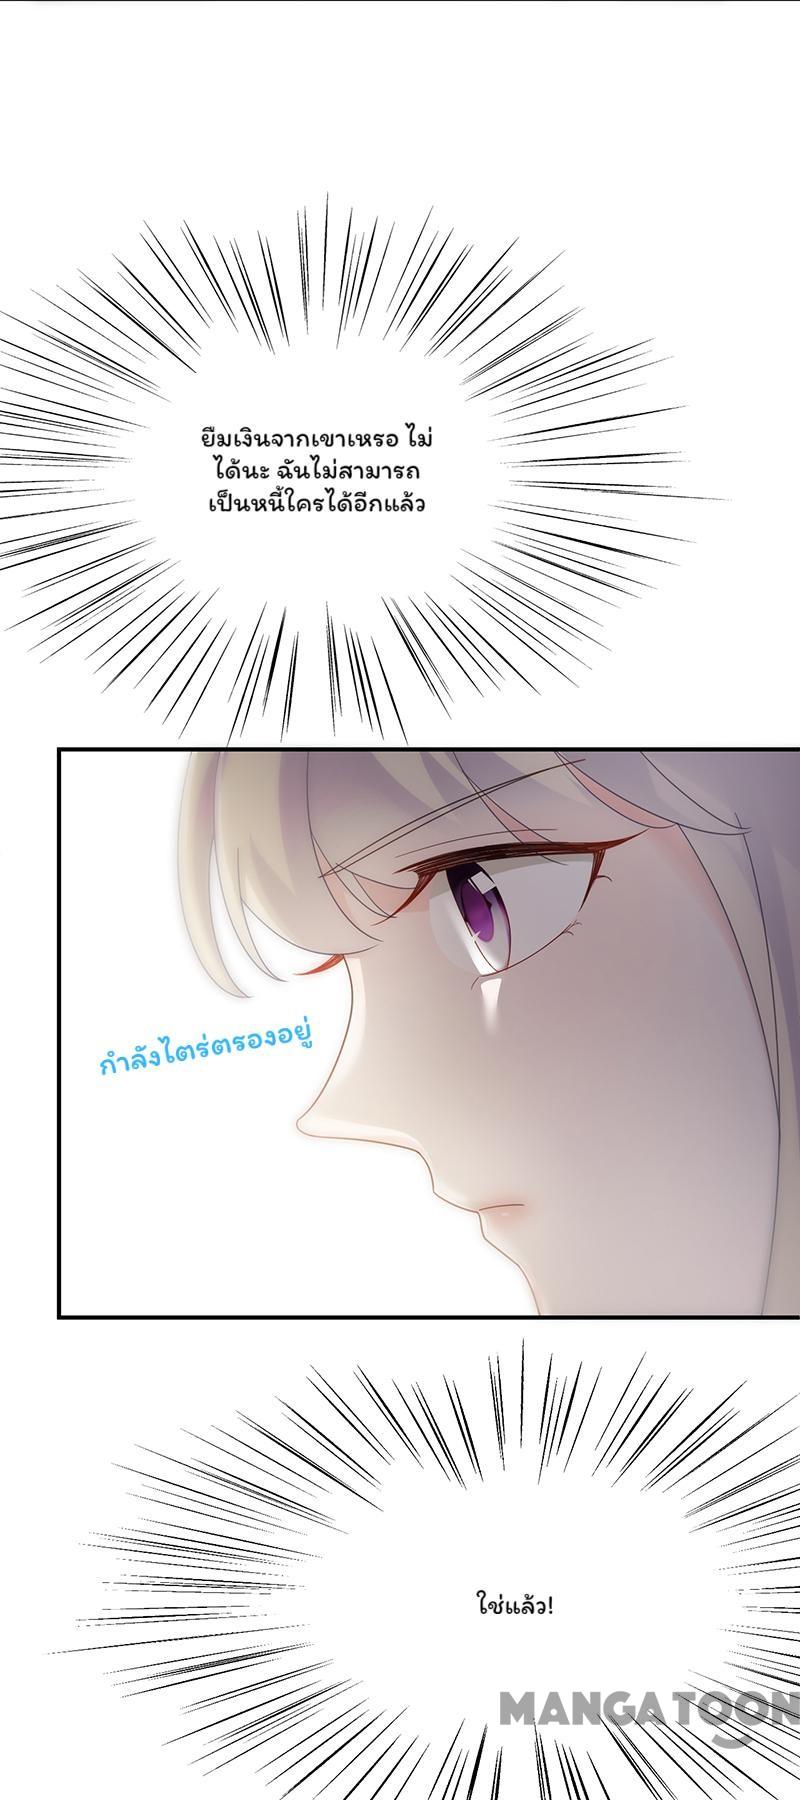 ยืมเงินจากเขาเหรอ ไม่
ได้นะ ฉันไม่สามารถ
เป็นหนี้ใครได้อีกแล้ว
กำลังไตร่ตรองอยู่
ใช่แล้ว!
MANGATOON